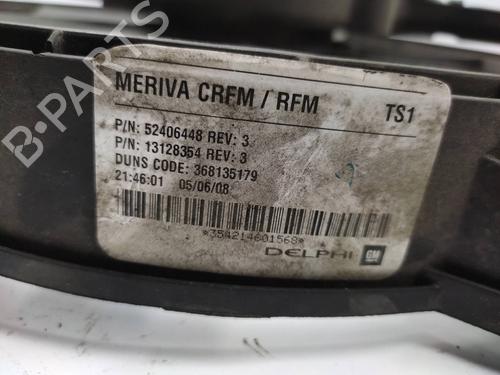 B-PARTS
MERIVA CRFM / RFM TS1
P/N: 52406448 REV: 3
P/N: 13128354 REV: 3
DUNS CODE: 368135179
21:46:01 05/06/08
*354214601568*
DELPHI GM